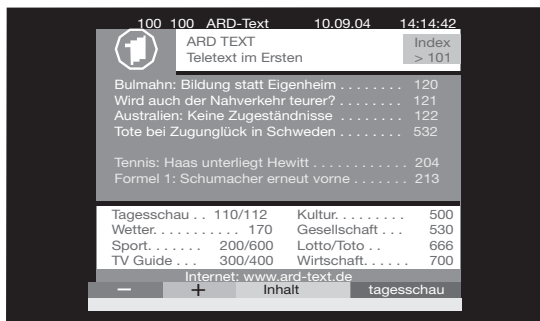 100 100 ARD-Text 10.09.04 14:14:42
1 ARD TEXT Index
Teletext im Ersten > 101
Bulmahn: Bildung statt Eigenheim . . . . . . . . 120
Wird auch der Nahverkehr teurer? . . . . . . . . 121
Australien: Keine Zugeständnisse . . . . . . . . 122
Tote bei Zugunglück in Schweden . . . . . . . . 532
Tennis: Haas unterliegt Hewitt . . . . . . . . . . . . 204
Formel 1: Schumacher erneut vorne . . . . . . . 213
Tagesschau . . 110/112 Kultur. . . . . . . . . 500
Wetter. . . . . . . . . . . 170 Gesellschaft . . . 530
Sport. . . . . . . 200/600 Lotto/Toto . . 666
TV Guide . . . 300/400 Wirtschaft. . . . . . 700
Internet: www.ard-text.de
− + Inhalt tagesschau